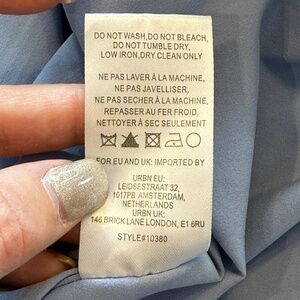 DO NOT WASH,DO NOT BLEACH,
DO NOT TUMBLE DRY,
LOW IRON,DRY CLEAN ONLY
NE PAS LAVER À LA MACHINE,
NE PAS JAVELLISER,
NE PAS SECHER À LA MACHINE,
REPASSER AU FER FROID,
NETTOYER À SEC SEULEMENT
FOR EU AND UK: IMPORTED BY
URBN EU:
LEIDSESTRAAT 32,
1017PB AMSTERDAM,
NETHERLANDS
URBN UK:
146 BRICK LANE LONDON, E1 6RU
STYLE#10380